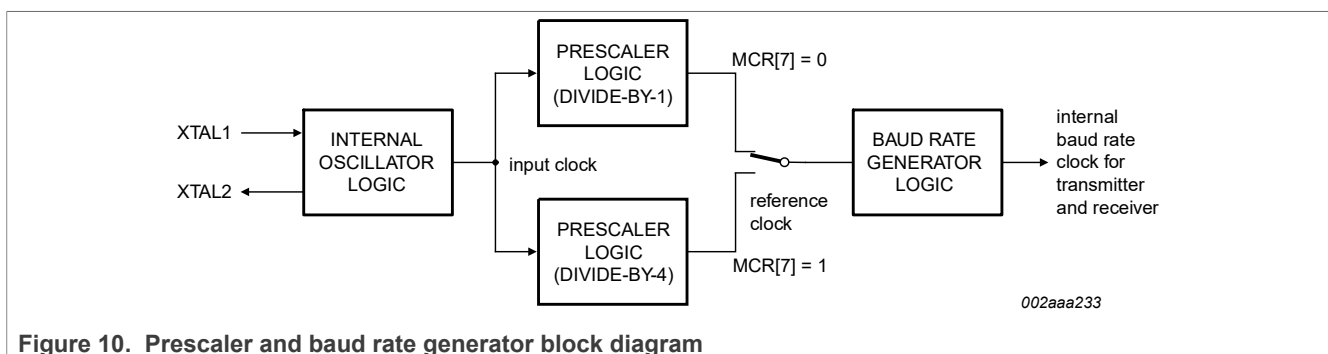 XTAL1
XTAL2
INTERNAL
OSCILLATOR
LOGIC
input clock
PRESCALER
LOGIC
(DIVIDE-BY-1)
MCR[7] = 0
PRESCALER
LOGIC
(DIVIDE-BY-4)
MCR[7] = 1
reference
clock
BAUD RATE
GENERATOR
LOGIC
internal
baud rate
clock for
transmitter
and receiver
002aaa233
Figure 10. Prescaler and baud rate generator block diagram